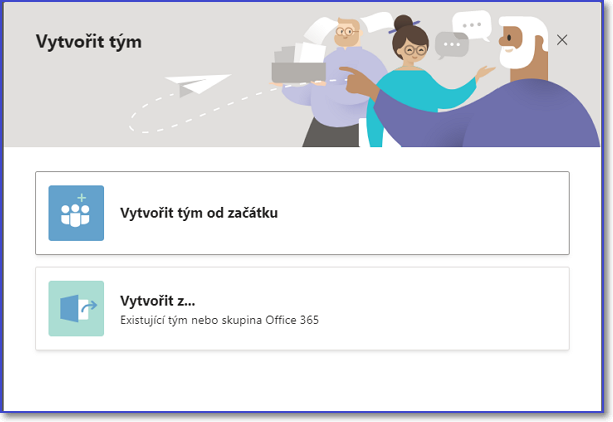 Vytvořit tým
Vytvořit tým od začátku
Vytvořit z...
Existující tým nebo skupina Office 365